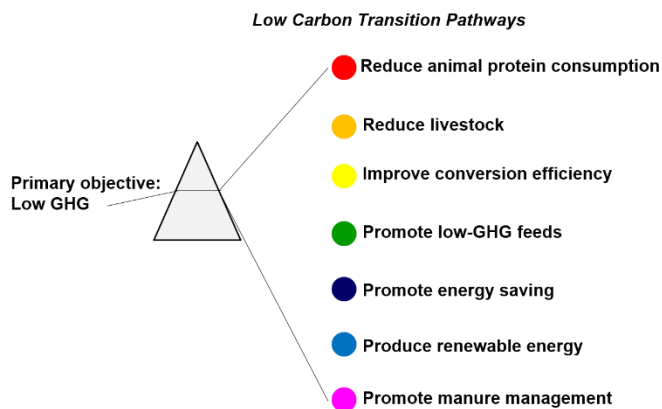 Low Carbon Transition Pathways
Reduce animal protein consumption
Reduce livestock
Improve conversion efficiency
Primary objective:
Low GHG
Promote low-GHG feeds
Promote energy saving
Produce renewable energy
Promote manure management